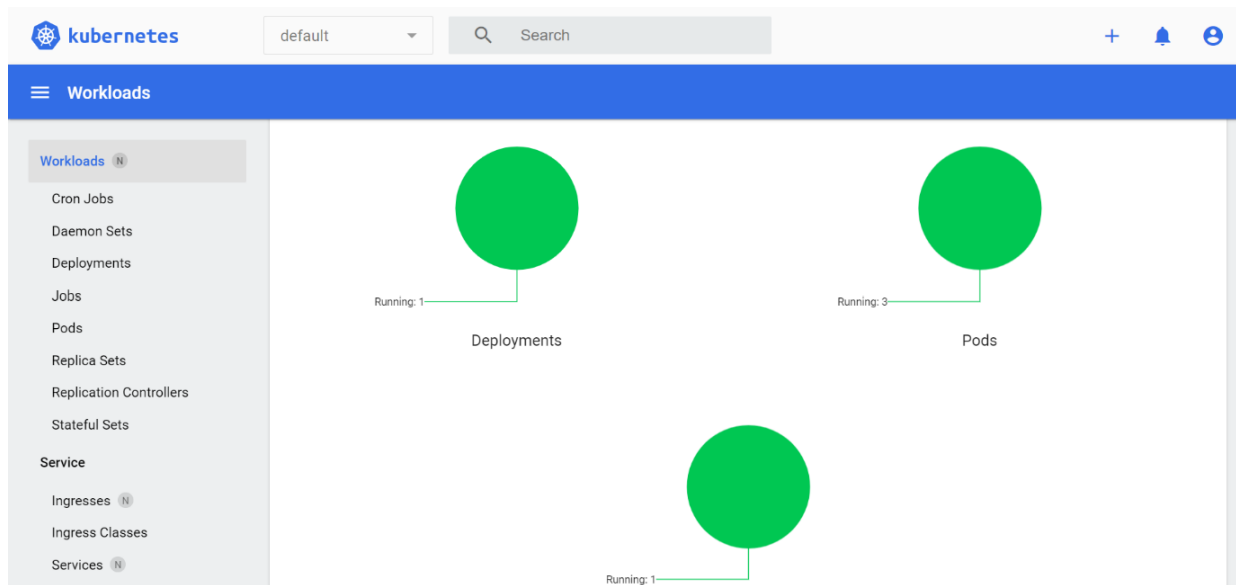 kubernetes
default
Search
Workloads
Workloads N
Cron Jobs
Daemon Sets
Deployments
Jobs
Pods
Replica Sets
Replication Controllers
Stateful Sets
Service
Ingresses N
Ingress Classes
Services N
Running: 1
Deployments
Running: 3
Pods
Running: 1